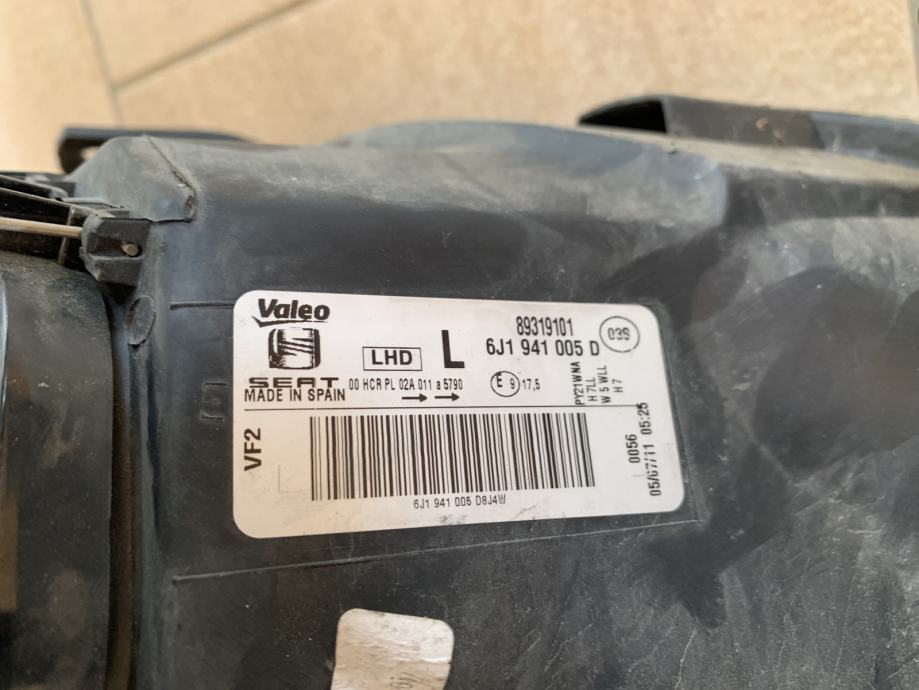 Valeo
SEAT
MADE IN SPAIN
LHD
L
89319101
6J1 941 005 D
03S
00 HCR PL 02A 011 a 5790
E 9 17,5
PY21WNA
H 7LL
W 5 WLL
H 7
VF2
0056
05/07/11 05:25
6J1 941 005 D8J4W